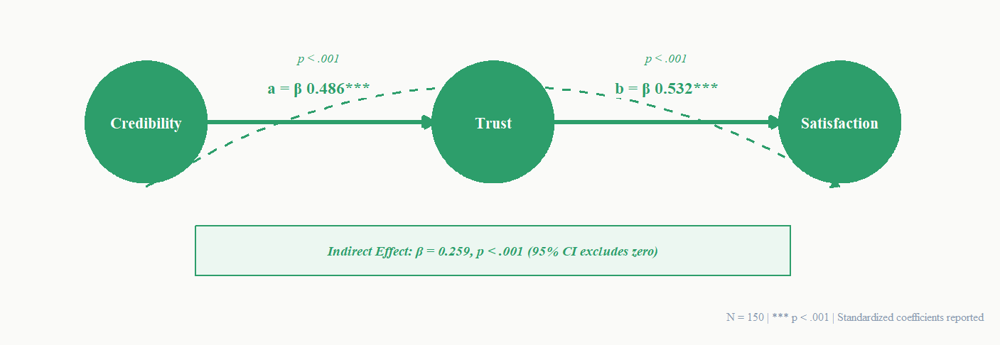 p < .001
p < .001
a = β 0.486***
b = β 0.532***
Credibility
Trust
Satisfaction
Indirect Effect: β = 0.259, p < .001 (95% CI excludes zero)
N = 150 | *** p < .001 | Standardized coefficients reported